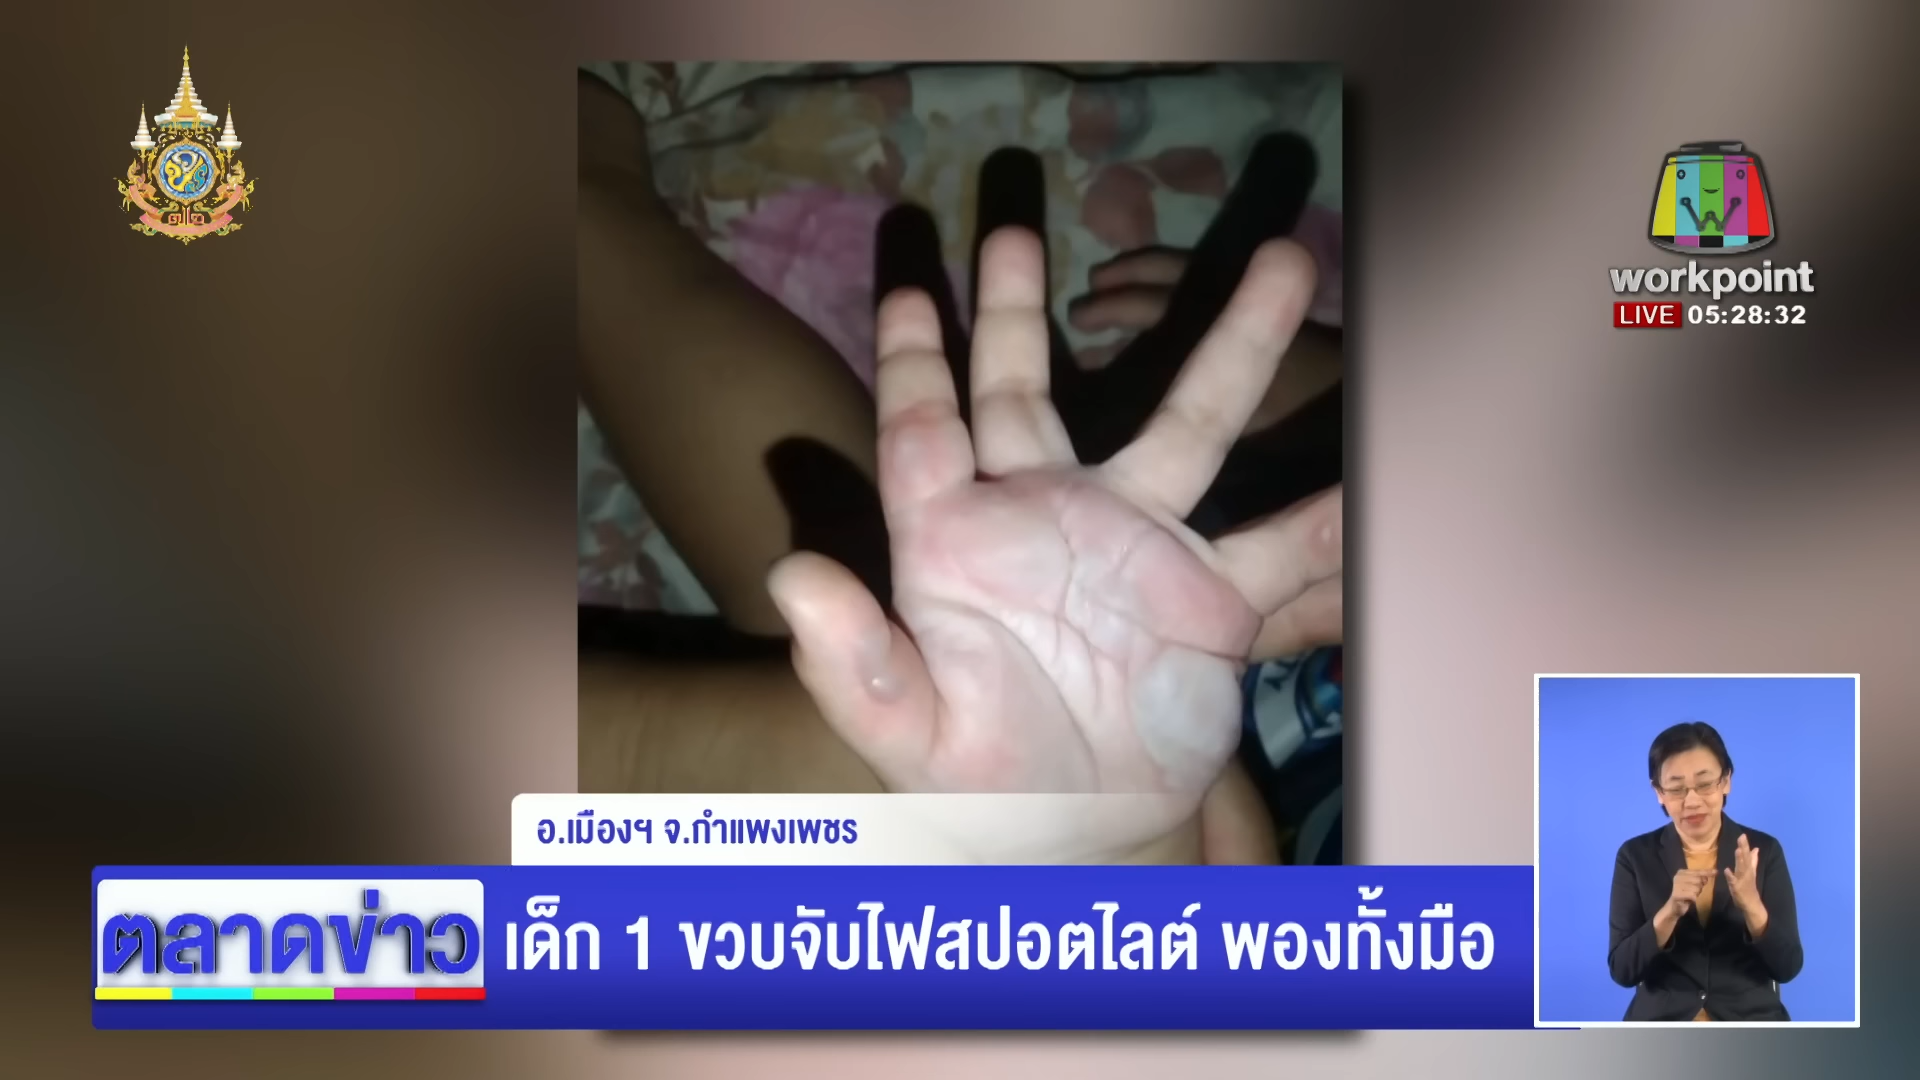 workpoint
LIVE 05:28:32
อ.เมืองฯ จ.กำแพงเพชร
ตลาดข่าว
เด็ก 1 ขวบจับไฟสปอตไลต์ พองทั้งมือ